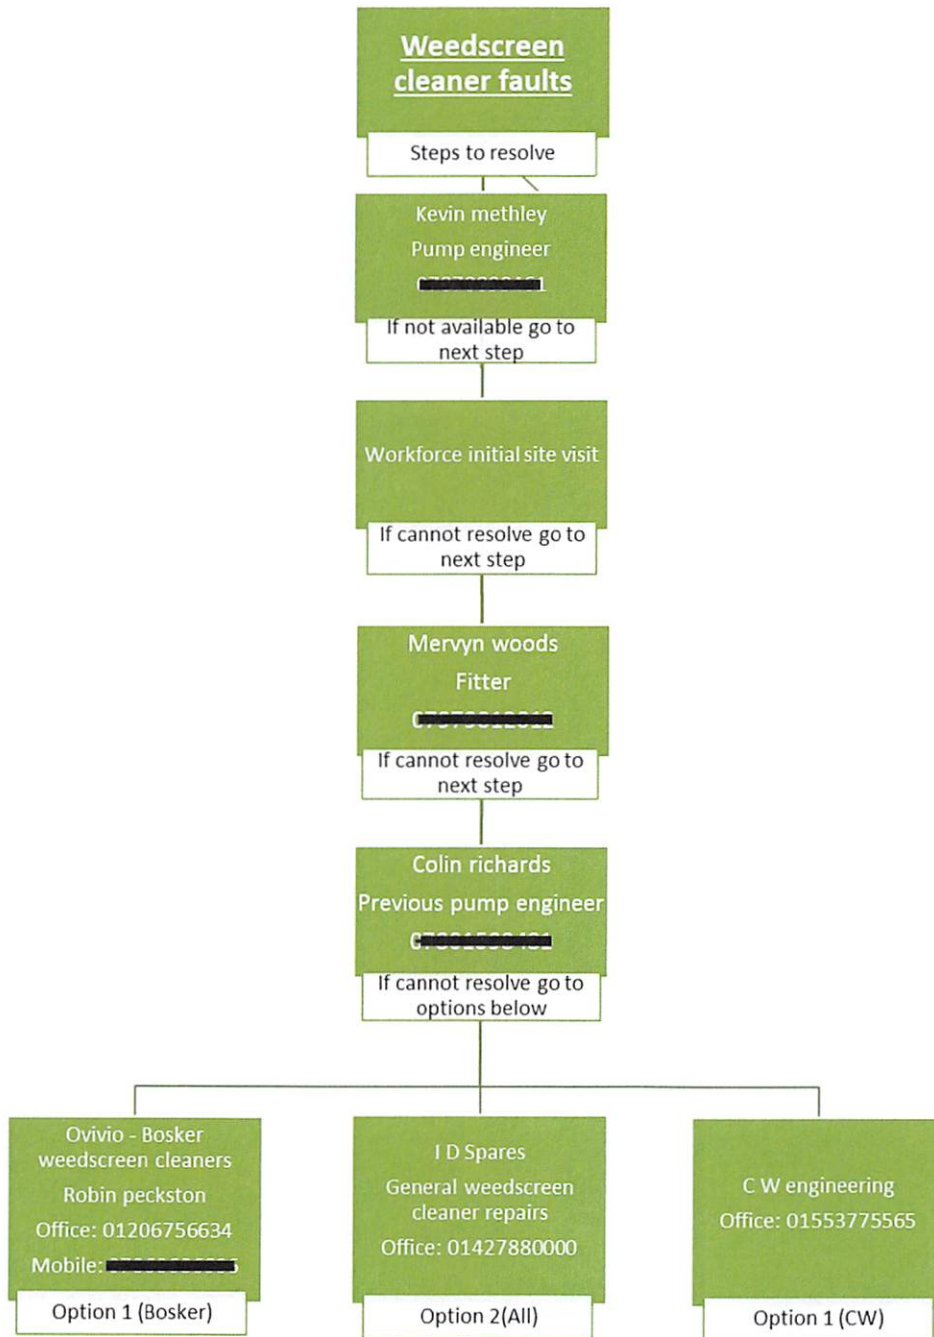 Weedscreen
cleaner faults
Steps to resolve
Kevin methley
Pump engineer
If not available go to
next step
Workforce initial site visit
If cannot resolve go to
next step
Mervyn woods
Fitter
If cannot resolve go to
next step
Colin richards
Previous pump engineer
If cannot resolve go to
options below
Ovivio - Bosker
weedscreen cleaners
Robin peckston
Office: 01206756634
Mobile:
Option 1 (Bosker)
I D Spares
General weedscreen
cleaner repairs
Office: 01427880000
Option 2(All)
C W engineering
Office: 01553775565
Option 1 (CW)